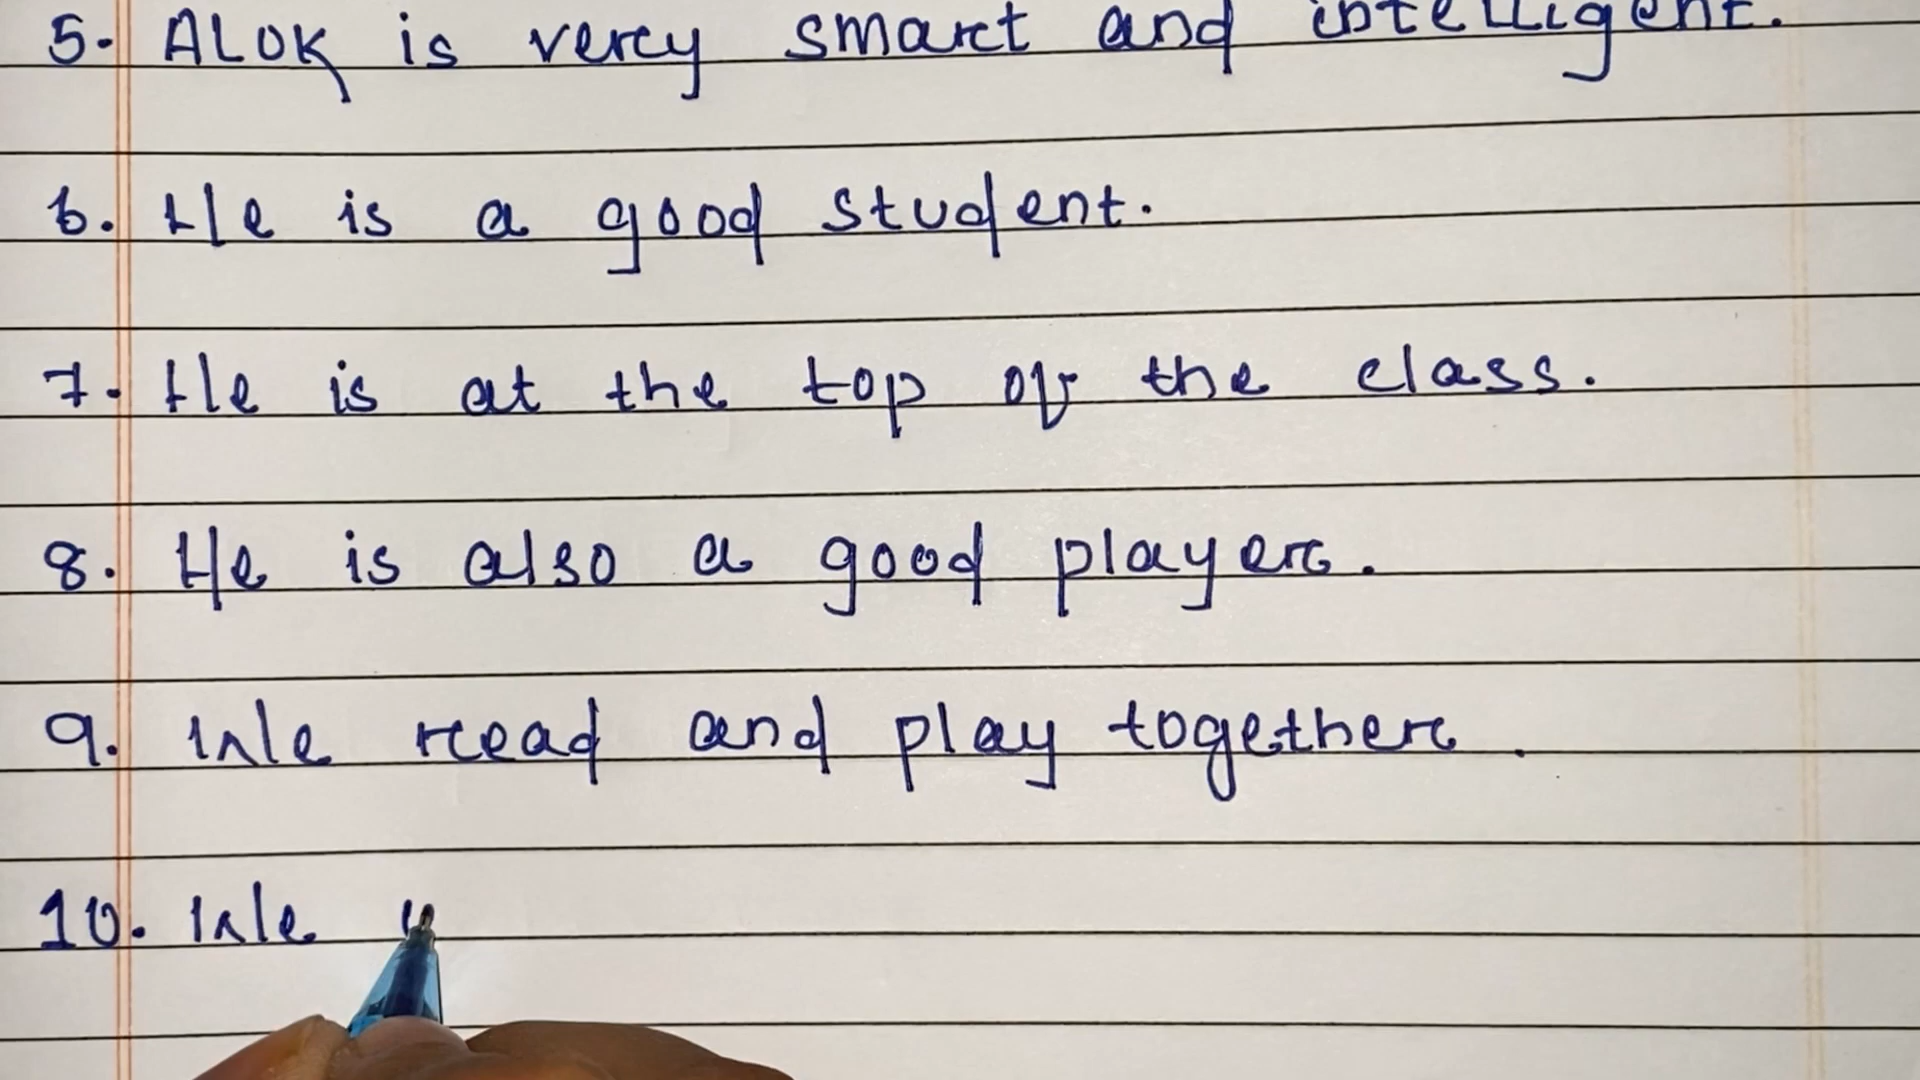 5. Alok is very smart and intelligent.
6. He is a good student.
7. He is at the top of the class.
8. He is also a good player.
9. We read and play together.
10. We